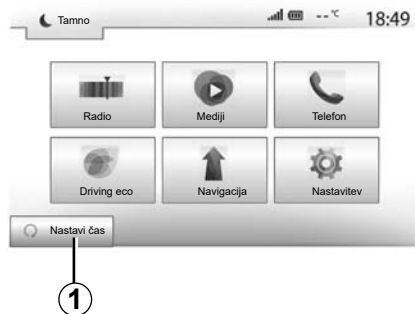 Tamno
--°C 18:49
Radio Mediji Telefon
Driving eco Navigacija Nastavitev
Nastavi čas
1